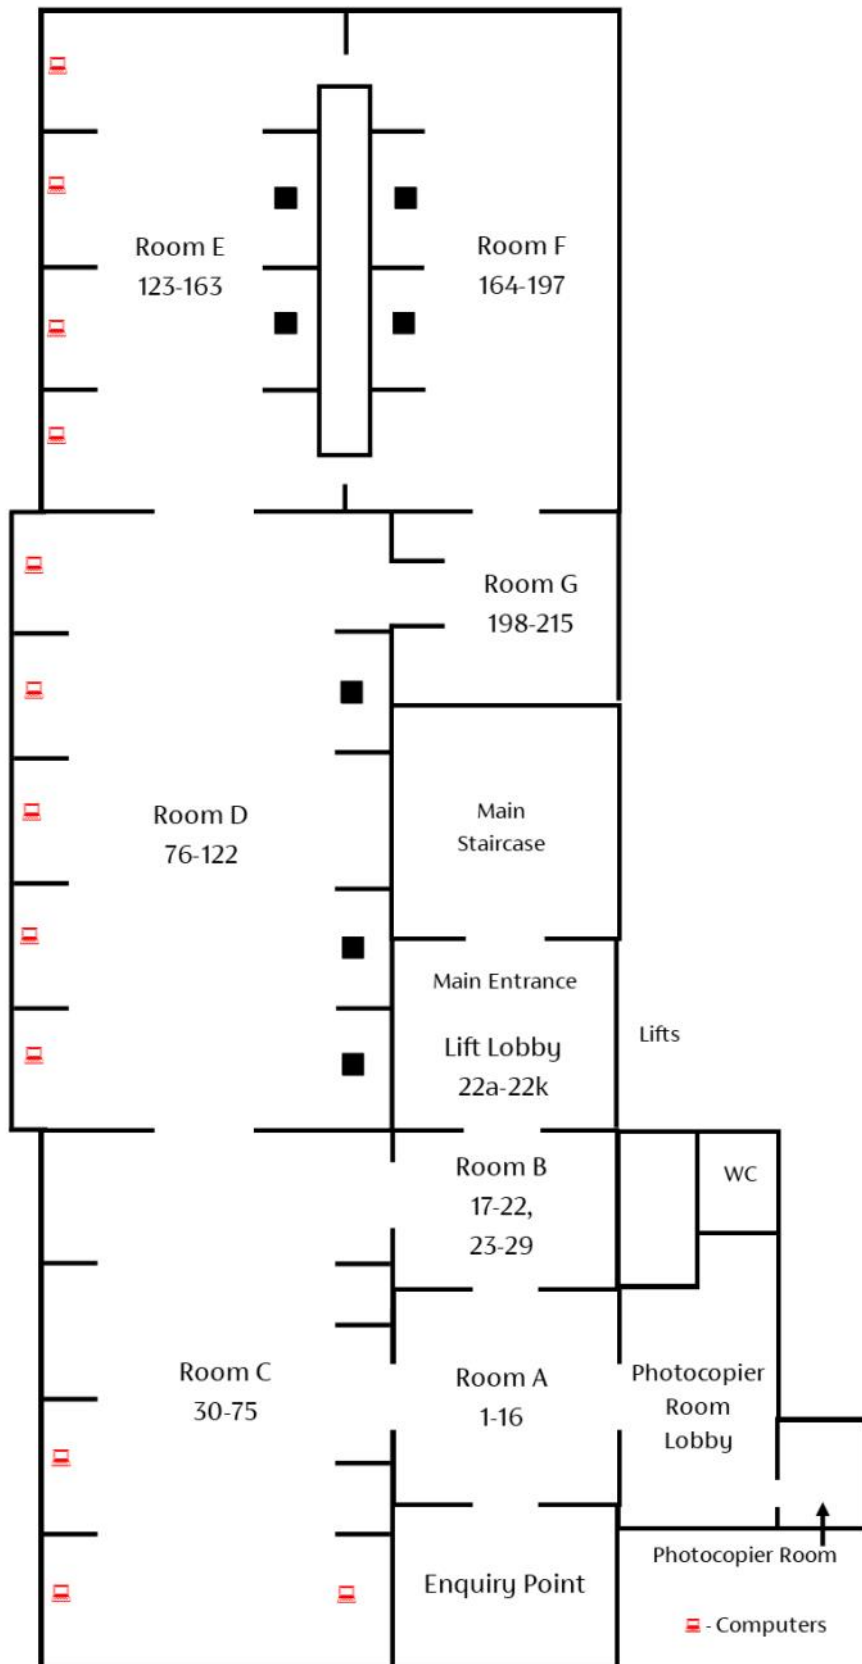 Room E
123-163
Room F
164-197
Room G
198-215
Room D
76-122
Main
Staircase
Main Entrance
Lifts
Lift Lobby
22a-22k
Room B
17-22,
23-29
WC
Room C
30-75
Room A
1-16
Photocopier
Room
Lobby
Photocopier Room
Enquiry Point
- Computers